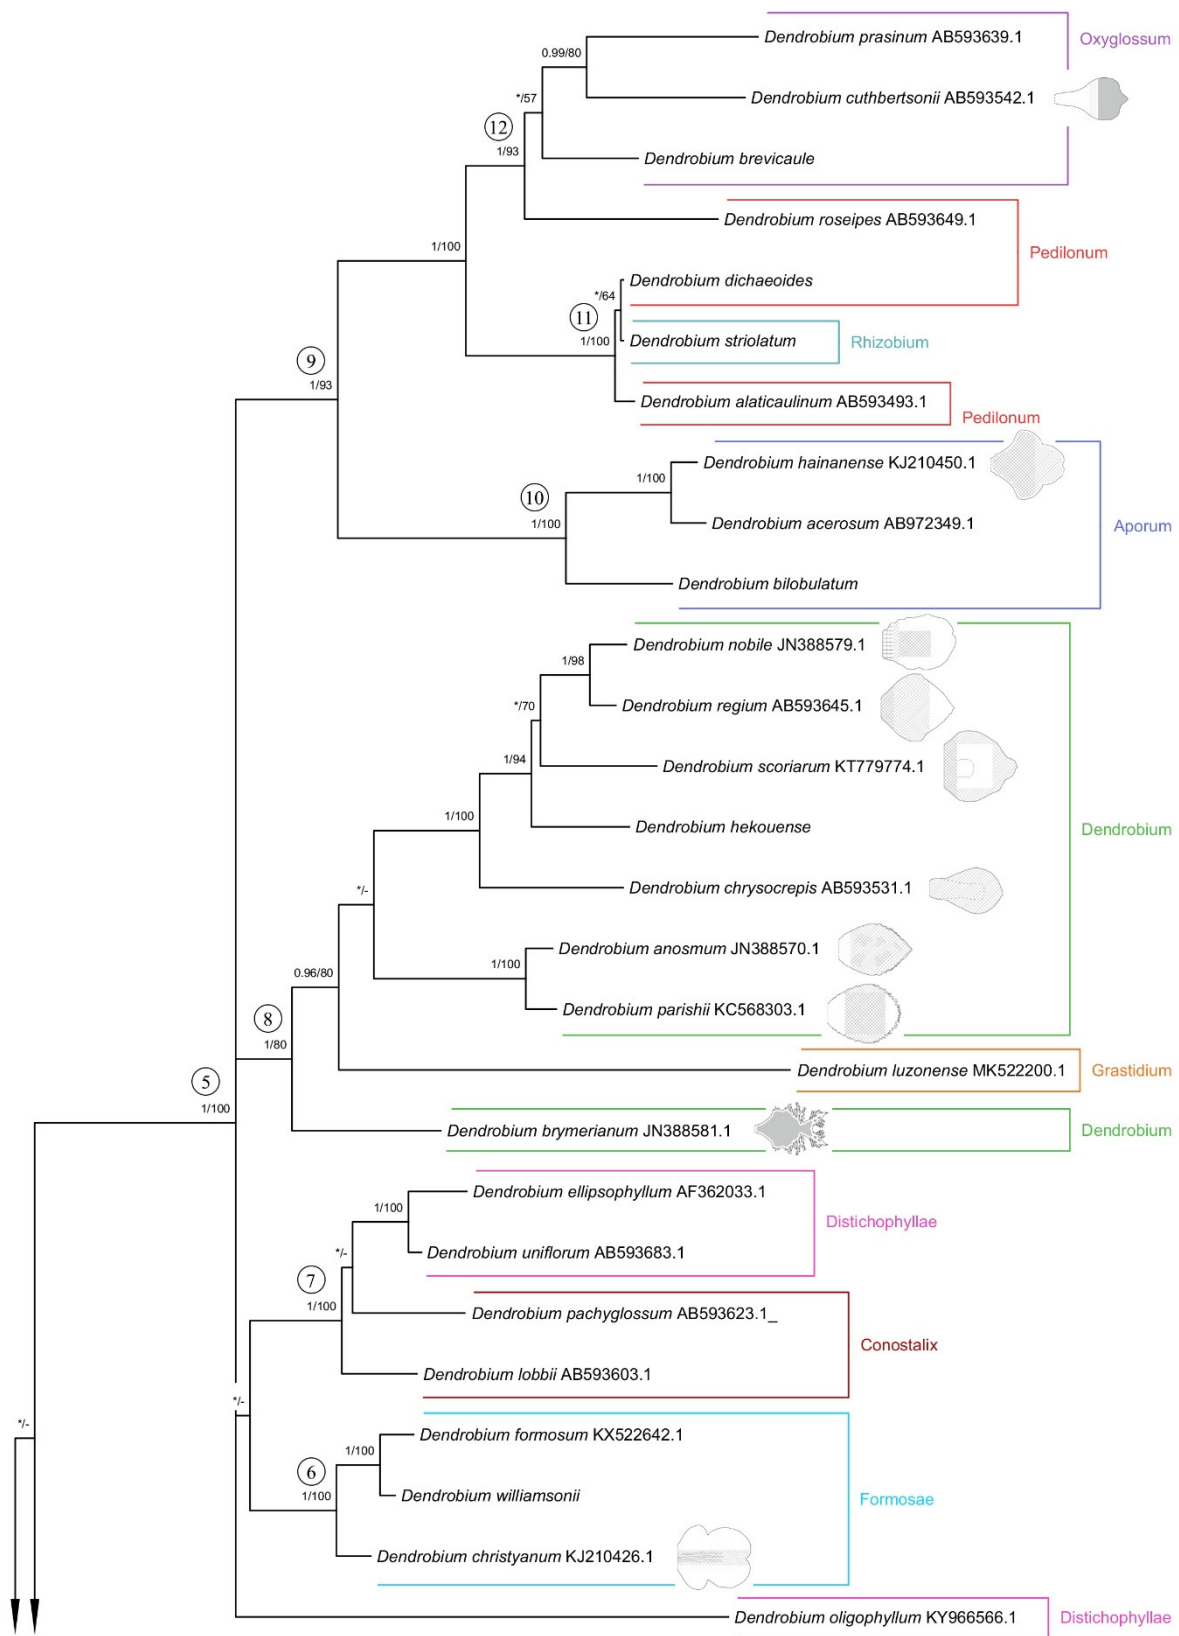 Dendrobium prasinum AB593639.1
Oxyglossum
0.99/80
Dendrobium cuthbertsonii AB593542.1
*/57
12
1/93
Dendrobium brevicaule
Dendrobium roseipes AB593649.1
1/100
Pedilonum
Dendrobium dichaeoides
*/64
11
1/100
Dendrobium striolatum
Rhizobium
9
1/93
Dendrobium alaticaulinum AB593493.1
Pedilonum
Dendrobium hainanense KJ210450.1
1/100
10
1/100
Dendrobium acerosum AB972349.1
Aporum
Dendrobium bilobulatum
Dendrobium nobile JN388579.1
1/98
Dendrobium regium AB593645.1
*/70
1/94
Dendrobium scoriarum KT779774.1
1/100
Dendrobium hekouense
Dendrobium
*/-
Dendrobium chrysocrepis AB593531.1
Dendrobium anosmum JN388570.1
1/100
0.96/80
Dendrobium parishii KC568303.1
8
1/80
Dendrobium luzonense MK522200.1
Grastidium
5
1/100
Dendrobium brymerianum JN388581.1
Dendrobium
Dendrobium ellipsophyllum AF362033.1
1/100
Distichophyllae
*/-
Dendrobium uniflorum AB593683.1
7
1/100
Dendrobium pachyglossum AB593623.1_
Conostalix
Dendrobium lobbii AB593603.1
*/-
*/-
Dendrobium formosum KX522642.1
1/100
6
1/100
Dendrobium williamsonii
Formosae
Dendrobium christyanum KJ210426.1
Dendrobium oligophyllum KY966566.1
Distichophyllae